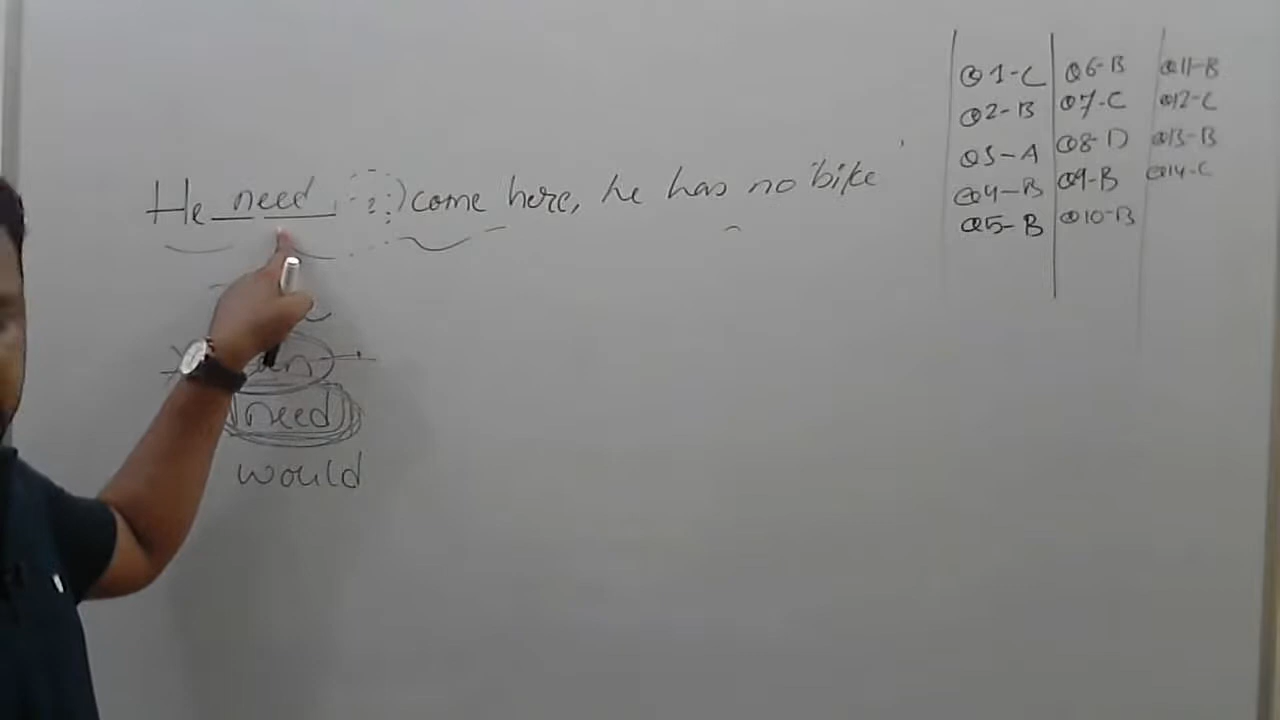 He need ? come here, he has no bike
need
would
Q1-C
Q2-B
Q3-A
Q4-B
Q5-B
Q6-B
Q7-C
Q8-D
Q9-B
Q10-B
Q11-B
Q12-C
Q13-B
Q14-C